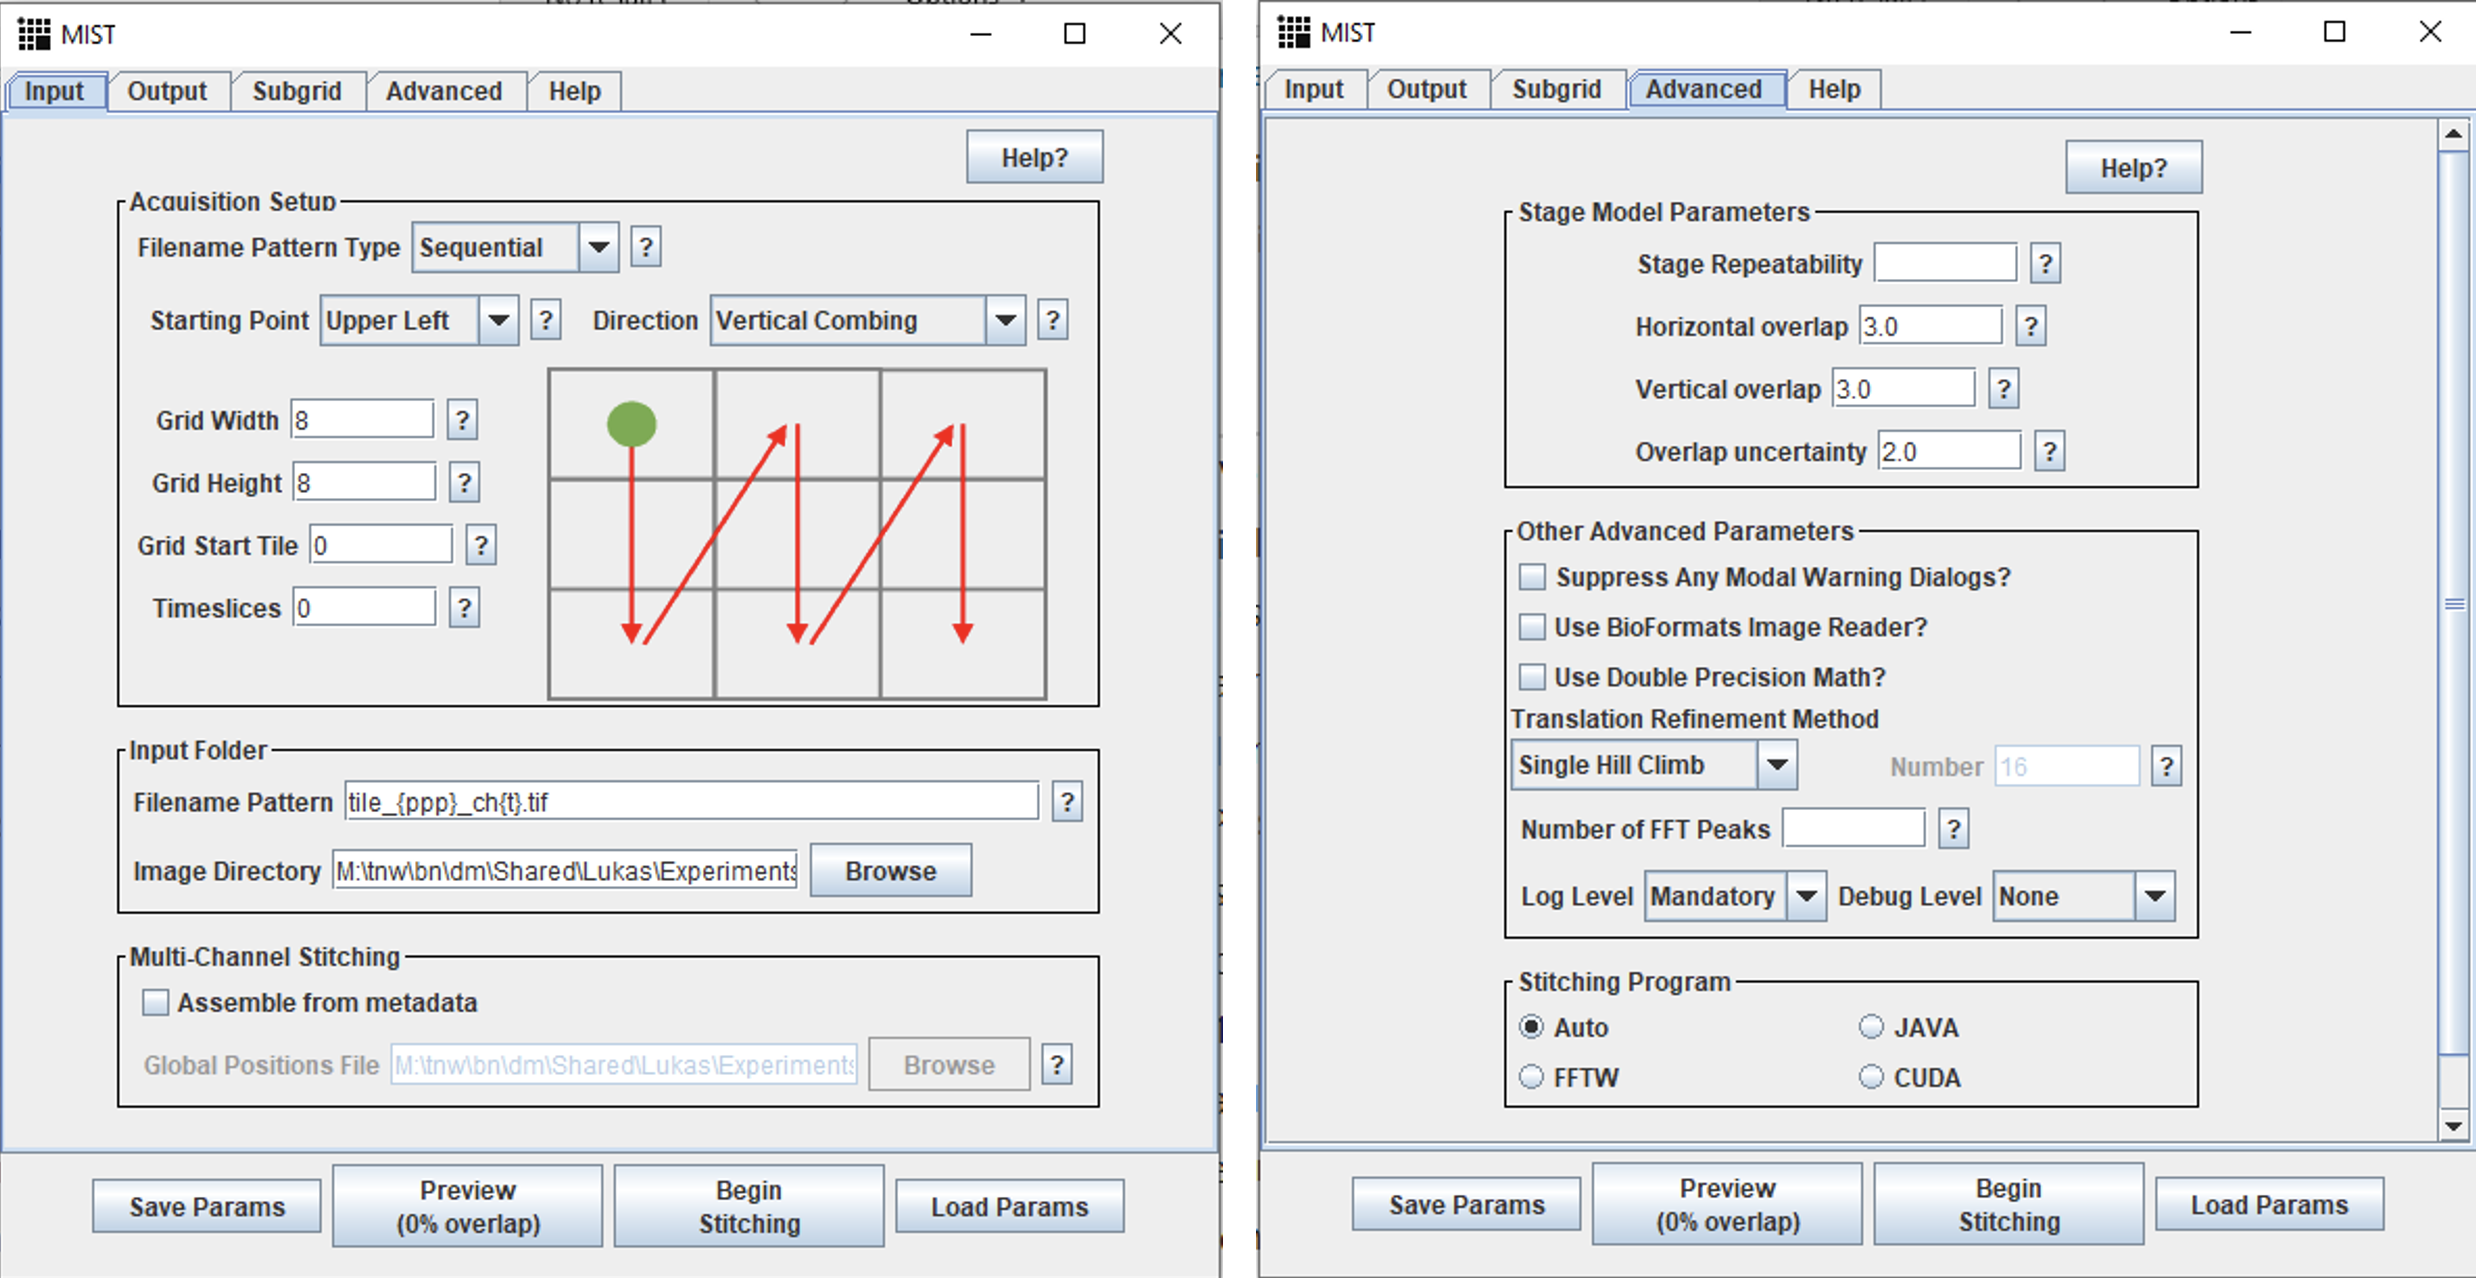 MIST
Input Output Subgrid Advanced Help
Help?
Acquisition Setup
Filename Pattern Type Sequential ?
Starting Point Upper Left ? Direction Vertical Combing ?
Grid Width 8 ?
Grid Height 8 ?
Grid Start Tile 0 ?
Timeslices 0 ?
Input Folder
Filename Pattern tile_{ppp}_ch{t}.tif ?
Image Directory M:\tnw\bn\dm\Shared\Lukas\Experiments Browse
Multi-Channel Stitching
Assemble from metadata
Global Positions File M:\tnw\bn\dm\Shared\Lukas\Experiments Browse ?
Save Params Preview (0% overlap) Begin Stitching Load Params
MIST
Input Output Subgrid Advanced Help
Help?
Stage Model Parameters
Stage Repeatability ?
Horizontal overlap 3.0 ?
Vertical overlap 3.0 ?
Overlap uncertainty 2.0 ?
Other Advanced Parameters
Suppress Any Modal Warning Dialogs?
Use BioFormats Image Reader?
Use Double Precision Math?
Translation Refinement Method
Single Hill Climb Number 16 ?
Number of FFT Peaks ?
Log Level Mandatory Debug Level None
Stitching Program
Auto JAVA
FFTW CUDA
Save Params Preview (0% overlap) Begin Stitching Load Params